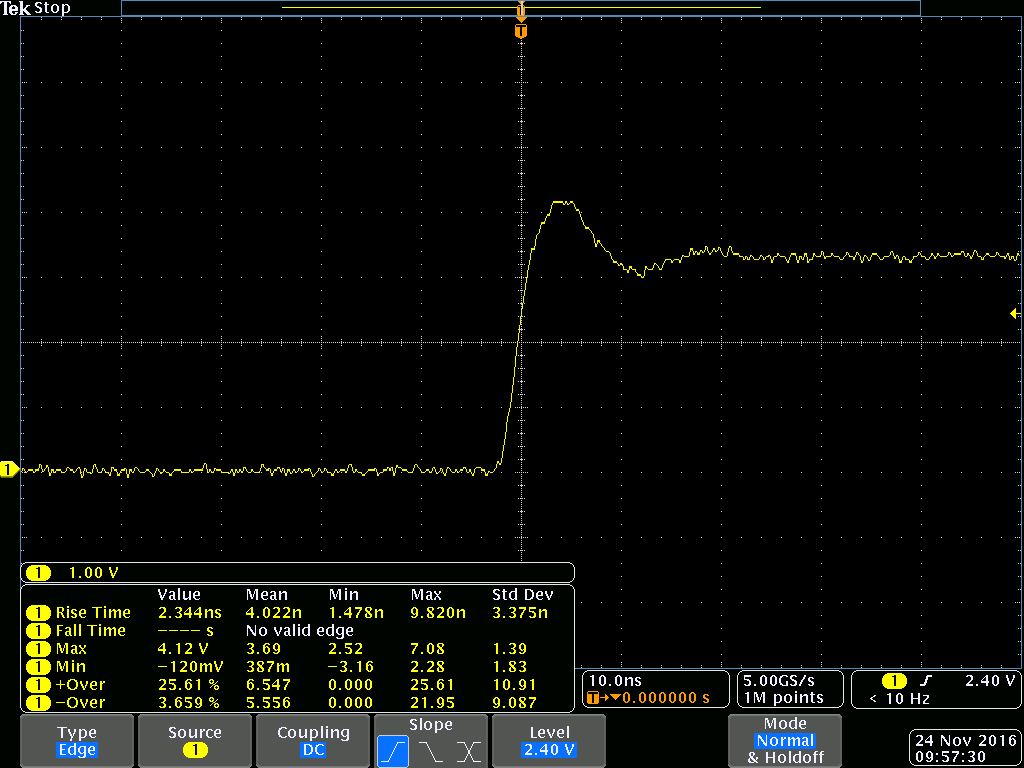 Tek Stop
T
T
1
1 1.00 V
Value Mean Min Max Std Dev
1 Rise Time 2.344ns 4.022n 1.478n 9.820n 3.375n
1 Fall Time ---- s No valid edge
1 Max 4.12 V 3.69 2.52 7.08 1.39
1 Min −120mV 387m −3.16 2.28 1.83
1 +Over 25.61 % 6.547 0.000 25.61 10.91
1 −Over 3.659 % 5.556 0.000 21.95 9.087
10.0ns
T→▼0.000000 s
5.00GS/s
1M points
1 2.40 V
< 10 Hz
Type
Edge
Source
1
Coupling
DC
Slope
Level
2.40 V
Mode
Normal
& Holdoff
24 Nov 2016
09:57:30